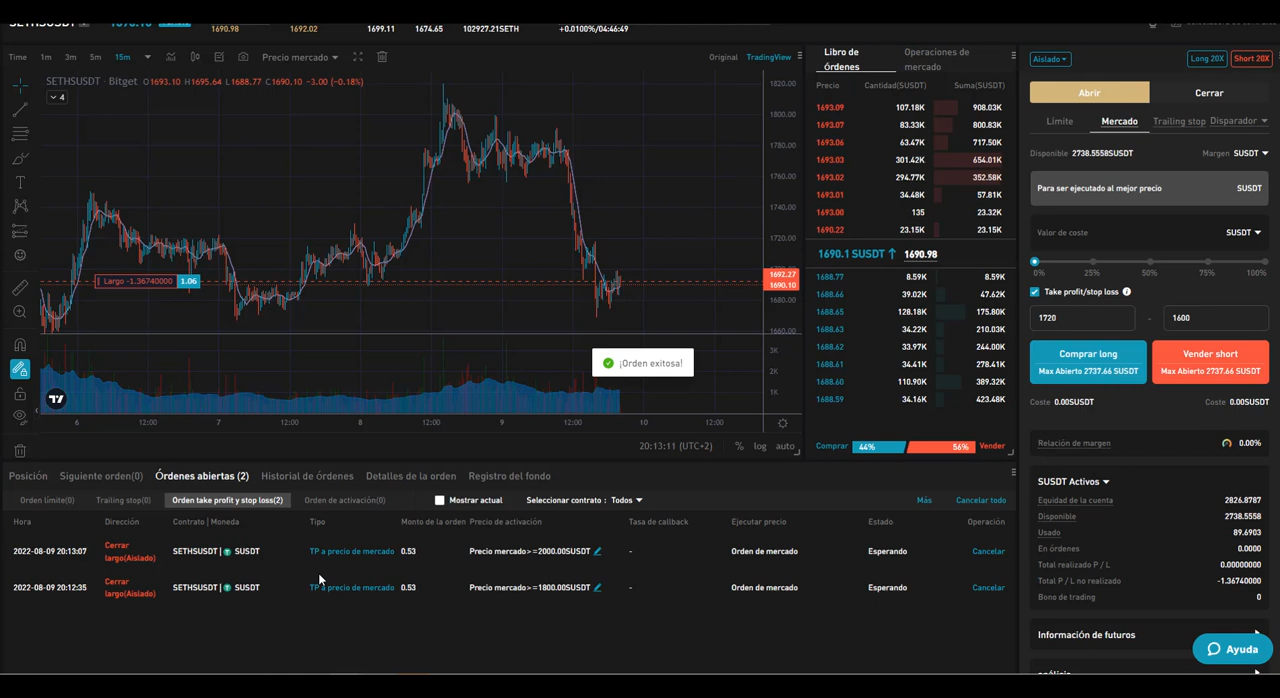 SETHSUSDT
1690.98 1692.02 1699.11 1674.65 102927.21SETH +0.0100%/04:46:49
Time 1m 3m 5m 15m Precio mercado Original TradingView
SETHSUSDT · Bitget O1693.10 H1695.64 L1688.77 C1690.10 -3.00 (-0.18%)
4
1820.00
1800.00
1780.00
1760.00
1740.00
1720.00
1692.27
1690.10
1680.00
1660.00
Largo -1.36740000 1.06
3K
2K
1K
¡Orden exitosa!
6 12:00 7 12:00 8 12:00 9 12:00 10 12:00
20:13:11 (UTC+2) % log auto
Libro de órdenes
Operaciones de mercado
Precio Cantidad(SUSDT) Suma(SUSDT)
1693.09 107.18K 908.03K
1693.07 83.33K 800.83K
1693.06 63.47K 717.50K
1693.03 301.42K 654.01K
1693.02 294.77K 352.58K
1693.01 34.48K 57.81K
1693.00 135 23.32K
1690.22 23.15K 23.15K
1690.1 SUSDT ↑ 1690.98
1688.77 8.59K 8.59K
1688.66 39.02K 47.62K
1688.65 128.18K 175.80K
1688.63 34.22K 210.03K
1688.62 33.97K 244.00K
1688.61 34.41K 278.41K
1688.60 110.90K 389.32K
1688.59 34.16K 423.48K
Comprar 44% 56% Vender
Aislado Long 20X Short 20X
Abrir Cerrar
Límite Mercado Trailing stop Disparador
Disponible 2738.5558SUSDT Margen SUSDT
Para ser ejecutado al mejor precio SUSDT
Valor de coste SUSDT
0% 25% 50% 75% 100%
Take profit/stop loss
1720 - 1600
Comprar long Vender short
Max Abierto 2737.66 SUSDT Max Abierto 2737.66 SUSDT
Coste 0.00SUSDT Coste 0.00SUSDT
Relación de margen 0.00%
SUSDT Activos
Equidad de la cuenta 2826.8787
Disponible 2738.5558
Usado 89.6903
En órdenes 0.0000
Total realizado P / L 0.00000000
Total P / L no realizado -1.36740000
Bono de trading 0
Información de futuros
análisis
Ayuda
Posición Siguiente orden(0) Órdenes abiertas (2) Historial de órdenes Detalles de la orden Registro del fondo
Orden límite(0) Trailing stop(0) Orden take profit y stop loss(2) Orden de activación(0) Mostrar actual Seleccionar contrato : Todos Más Cancelar todo
Hora Dirección Contrato | Moneda Tipo Monto de la orden Precio de activación Tasa de callback Ejecutar precio Estado Operación
2022-08-09 20:13:07 Cerrar largo(Aislado) SETHSUSDT | SUSDT TP a precio de mercado 0.53 Precio mercado>=2000.00SUSDT - Orden de mercado Esperando Cancelar
2022-08-09 20:12:35 Cerrar largo(Aislado) SETHSUSDT | SUSDT TP a precio de mercado 0.53 Precio mercado>=1800.00SUSDT - Orden de mercado Esperando Cancelar